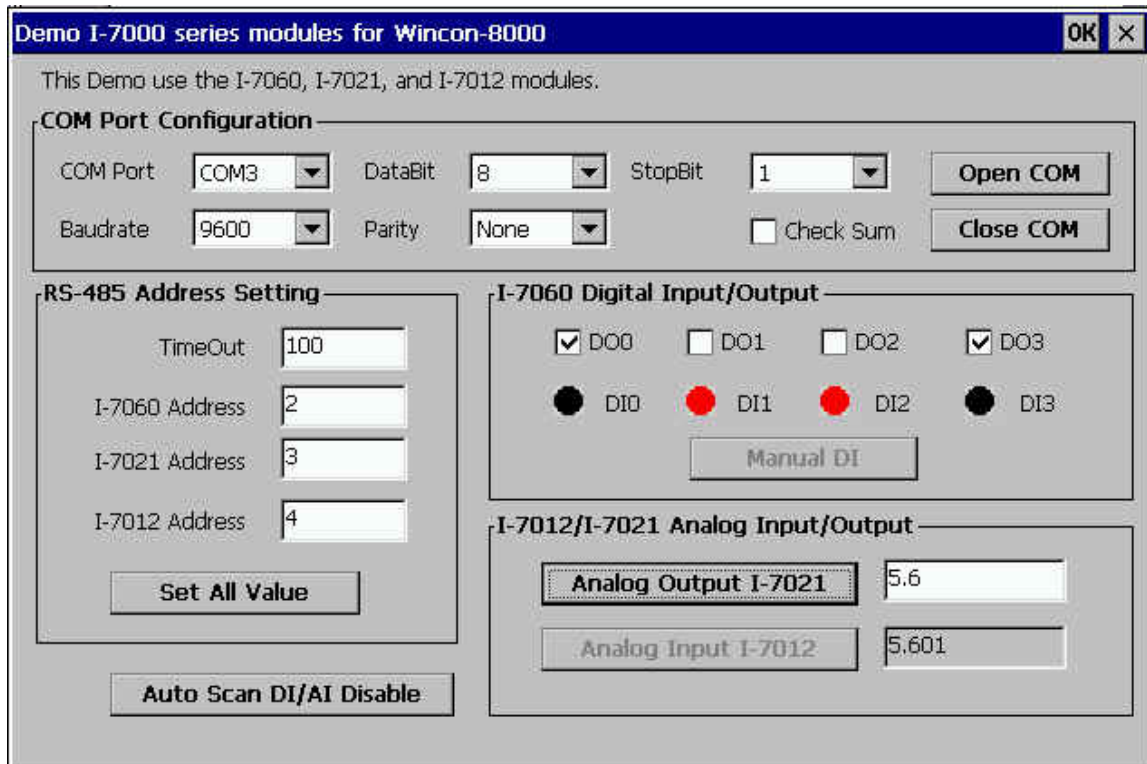 Demo I-7000 series modules for Wincon-8000 OK ×
This Demo use the I-7060, I-7021, and I-7012 modules.
COM Port Configuration
COM Port COM3 DataBit 8 StopBit 1 Open COM
Baudrate 9600 Parity None Check Sum Close COM
RS-485 Address Setting
TimeOut 100
I-7060 Address 2
I-7021 Address 3
I-7012 Address 4
Set All Value
Auto Scan DI/AI Disable
I-7060 Digital Input/Output
DO0 DO1 DO2 DO3
DI0 DI1 DI2 DI3
Manual DI
I-7012/I-7021 Analog Input/Output
Analog Output I-7021 5.6
Analog Input I-7012 5.601